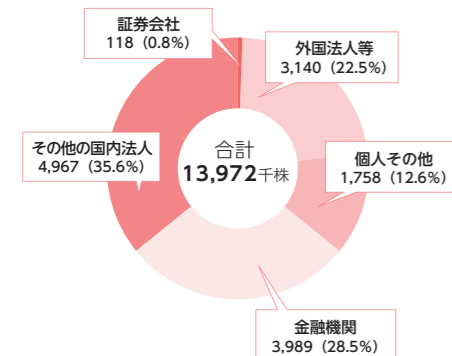 証券会社
118（0.8%）
外国法人等
3,140（22.5%）
その他の国内法人
4,967（35.6%）
合計
13,972千株
個人その他
1,758（12.6%）
金融機関
3,989（28.5%）